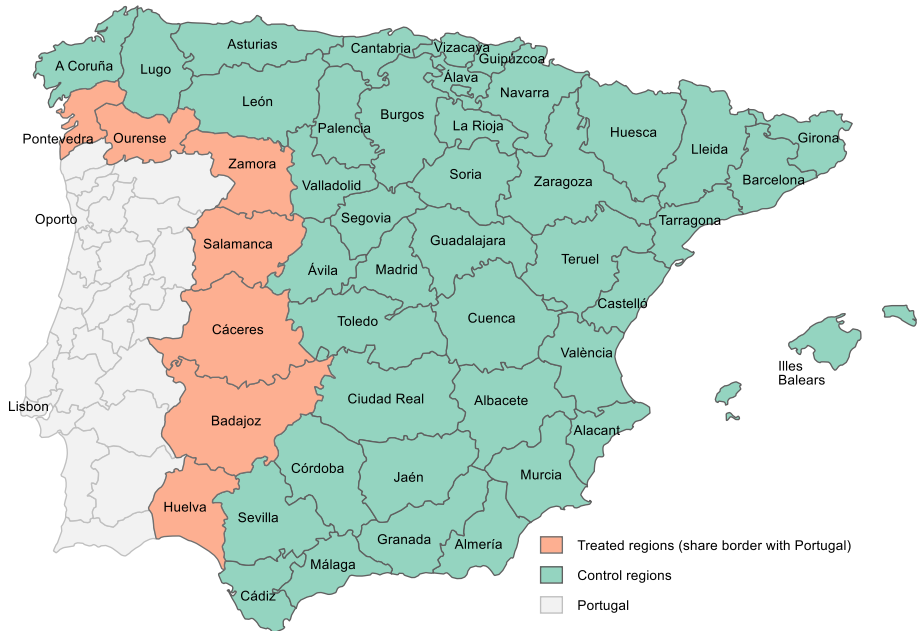 Asturias
Cantabria
Vizacaya
Guipúzcoa
A Coruña
Lugo
Álava
Navarra
León
Palencia
Burgos
La Rioja
Huesca
Lleida
Girona
Pontevedra
Ourense
Zamora
Valladolid
Soria
Zaragoza
Barcelona
Oporto
Segovia
Tarragona
Salamanca
Ávila
Madrid
Guadalajara
Teruel
Castelló
Cáceres
Toledo
Cuenca
València
Illes
Balears
Lisbon
Badajoz
Ciudad Real
Albacete
Alacant
Huelva
Córdoba
Jaén
Murcia
Sevilla
Granada
Almería
Málaga
Cádiz
Treated regions (share border with Portugal)
Control regions
Portugal